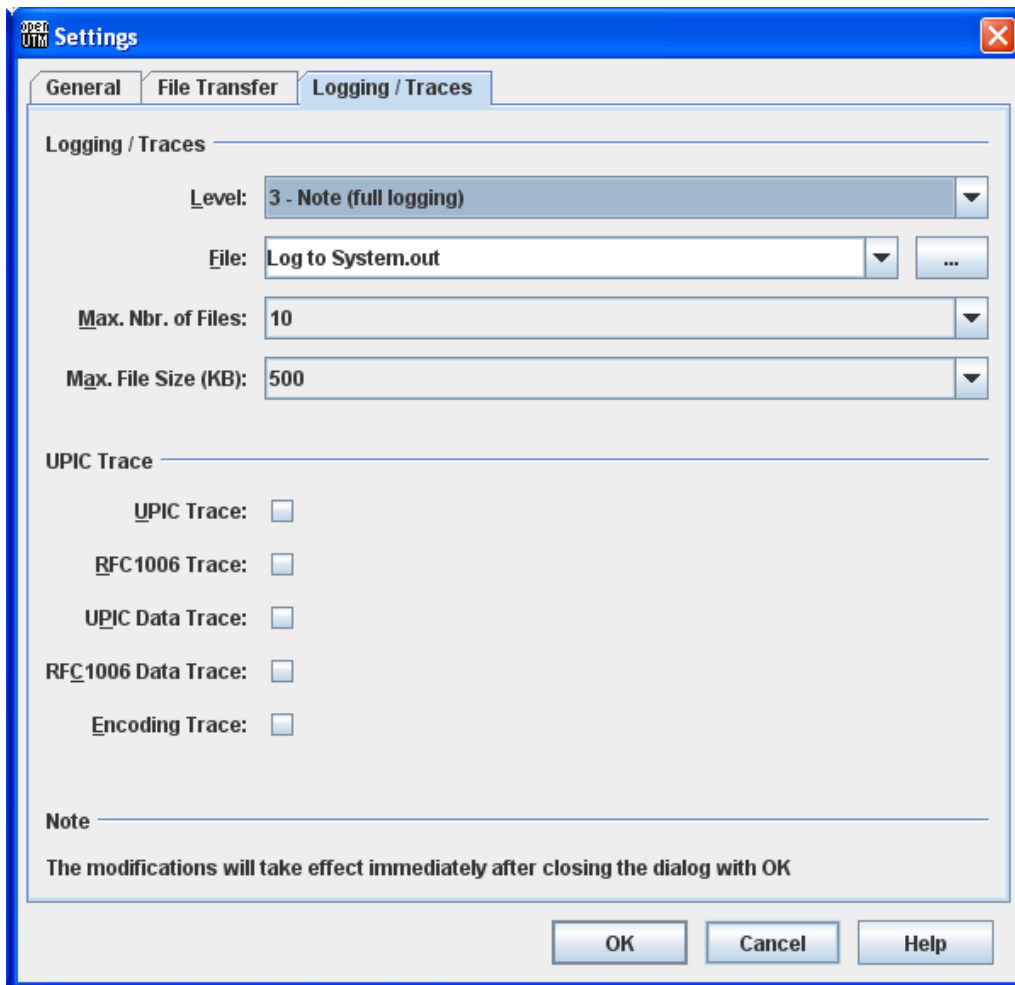 open UTM Settings
General File Transfer Logging / Traces
Logging / Traces
Level: 3 - Note (full logging)
File: Log to System.out ...
Max. Nbr. of Files: 10
Max. File Size (KB): 500
UPIC Trace
UPIC Trace:
RFC1006 Trace:
UPIC Data Trace:
RFC1006 Data Trace:
Encoding Trace:
Note
The modifications will take effect immediately after closing the dialog with OK
OK Cancel Help